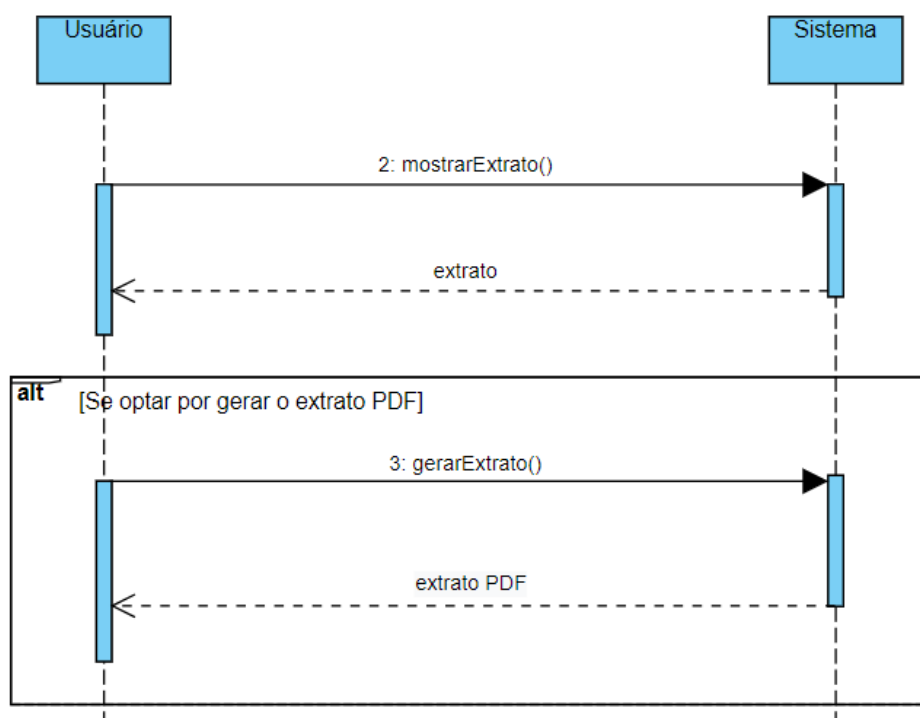 Usuário
Sistema
2: mostrarExtrato()
extrato
alt
[Se optar por gerar o extrato PDF]
3: gerarExtrato()
extrato PDF